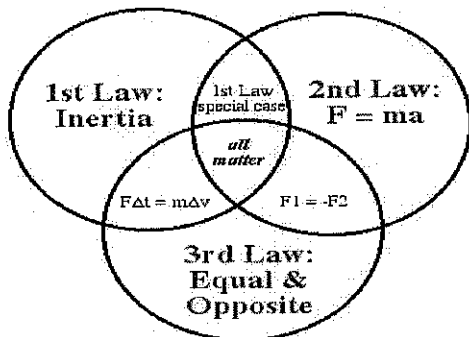 1st Law:
Inertia
1st Law
special case
2nd Law:
F = ma
all
matter
FΔt = mΔv
F1 = -F2
3rd Law:
Equal &
Opposite